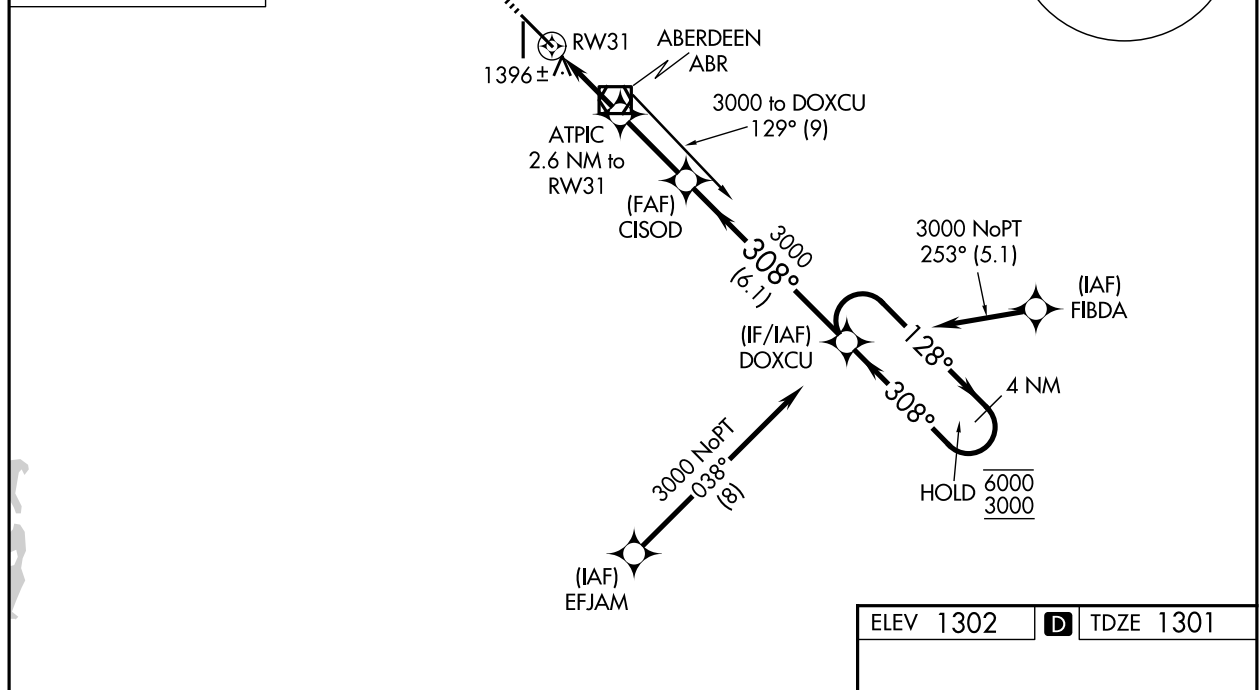 RW31
ABERDEEN
ABR
1396±
3000 to DOXCU
129° (9)
ATPIC
2.6 NM to
RW31
(FAF)
CISOD
3000
308°
(6.1)
3000 NoPT
253° (5.1)
(IAF)
FIBDA
(IF/IAF)
DOXCU
128°
4 NM
308°
3000 NoPT
038°
(8)
HOLD 6000
3000
(IAF)
EFJAM
ELEV 1302 D TDZE 1301